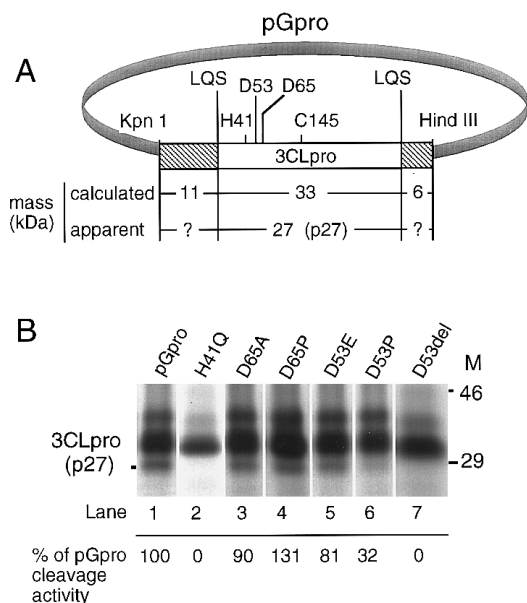 pGpro
A
LQS D53 D65 LQS
Kpn 1 H41 C145 Hind III
3CLpro
mass (kDa)
calculated 11 33 6
apparent ? 27 (p27) ?
B
pGpro H41Q D65A D65P D53E D53P D53del M
46
3CLpro
(p27)
29
Lane 1 2 3 4 5 6 7
% of pGpro 100 0 90 131 81 32 0
cleavage
activity